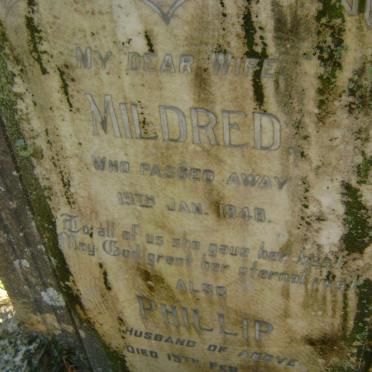 MY DEAR WIFE
MILDRED
WHO PASSED AWAY
19TH JAN. 1948.
To all of us she gave her best
May God grant her eternal rest
ALSO
PHILLIP
HUSBAND OF ABOVE
DIED 15TH FEB.